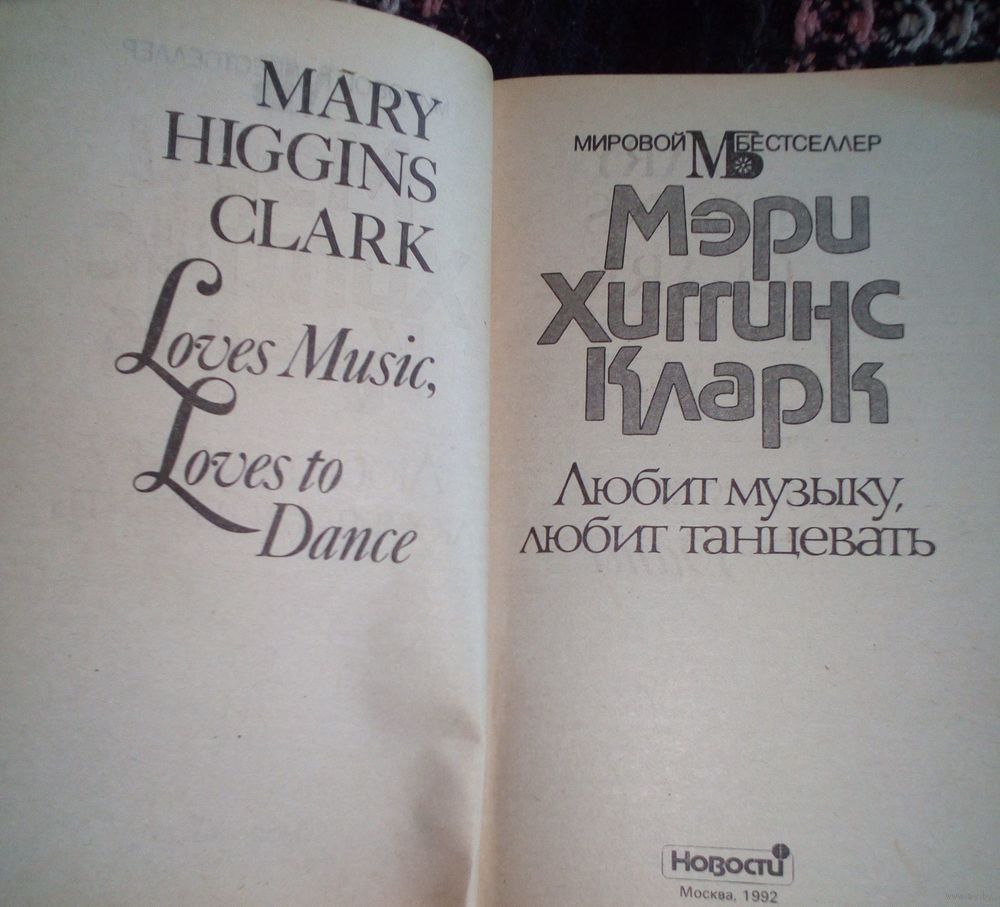 MARY
HIGGINS
CLARK
Loves Music,
Loves to
Dance
МИРОВОЙ МБ БЕСТСЕЛЛЕР
Мэри
Хиггинс
Кларк
Любит музыку,
любит танцевать
Новости
Москва, 1992